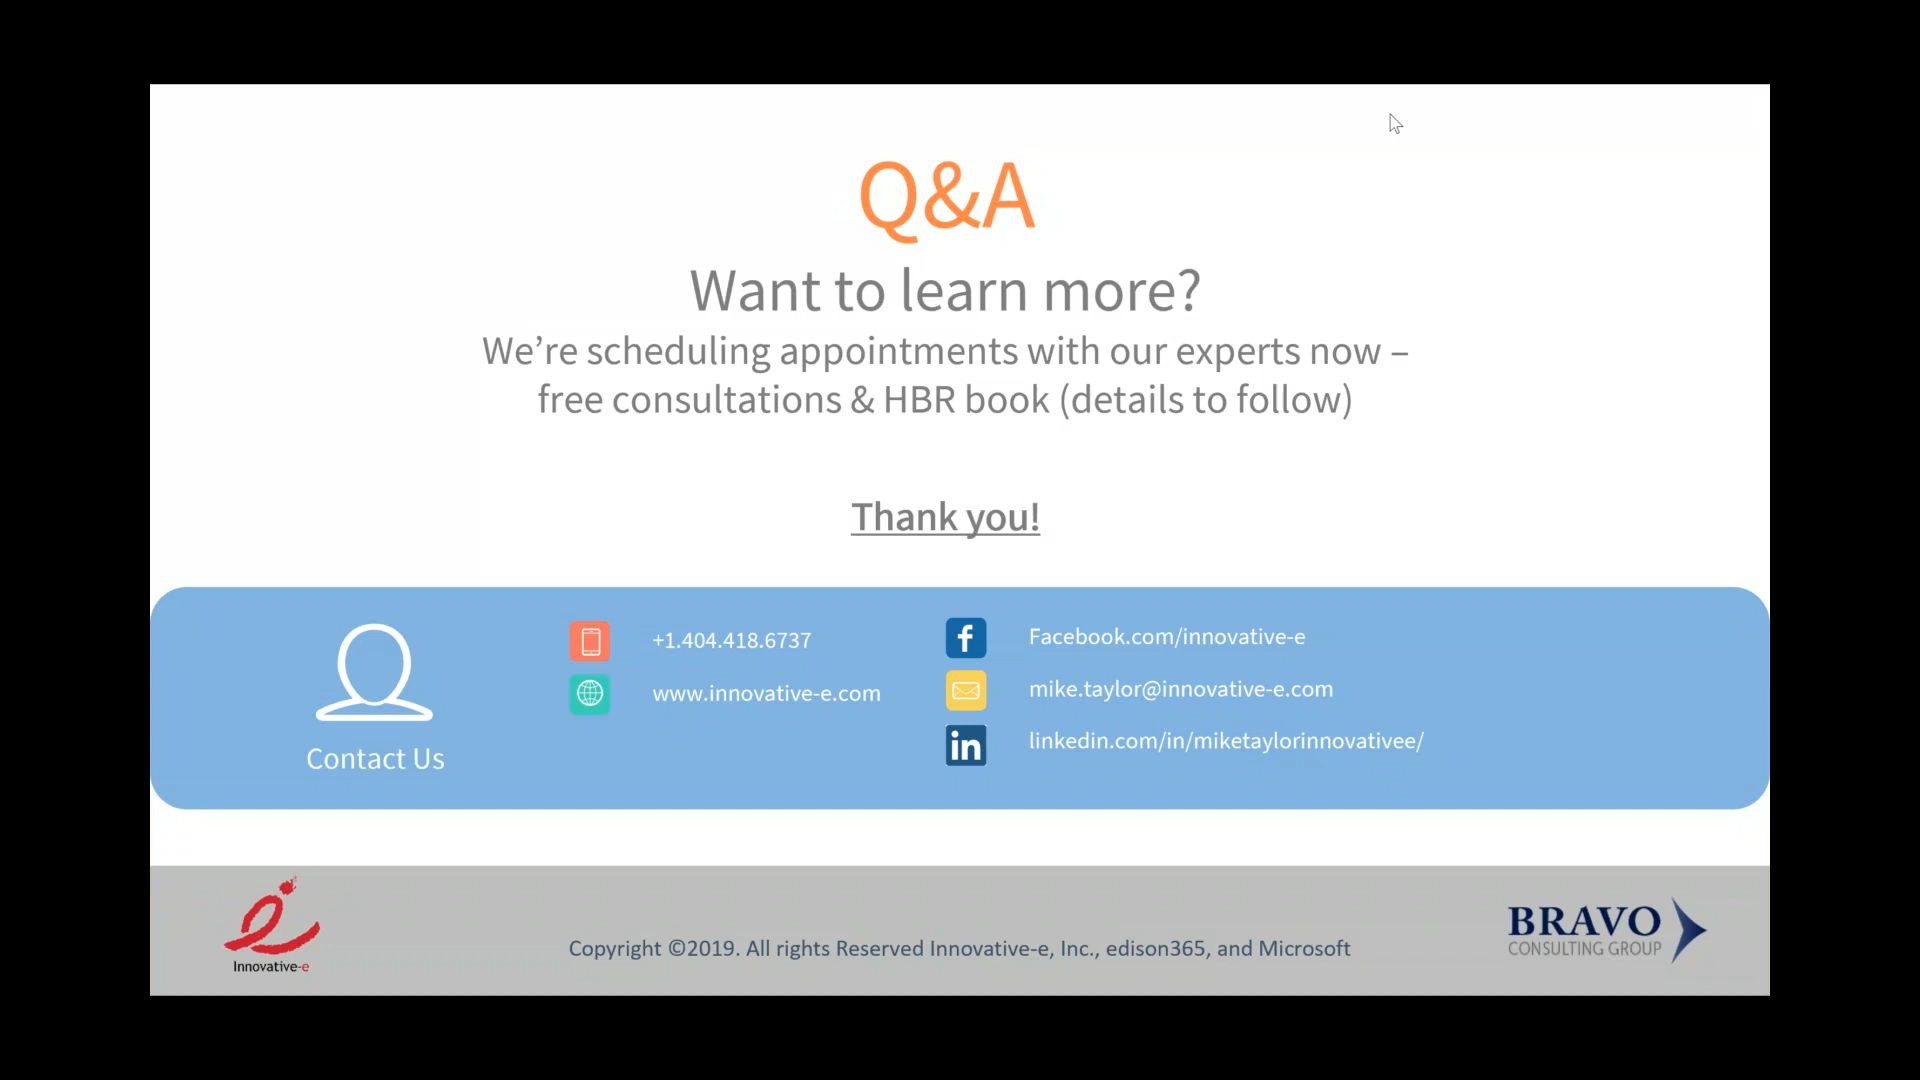 Q&A
Want to learn more?
We’re scheduling appointments with our experts now –
free consultations & HBR book (details to follow)
Thank you!
Contact Us
+1.404.418.6737
www.innovative-e.com
Facebook.com/innovative-e
mike.taylor@innovative-e.com
linkedin.com/in/miketaylorinnovativee/
Innovative-e
Copyright ©2019. All rights Reserved Innovative-e, Inc., edison365, and Microsoft
BRAVO
CONSULTING GROUP